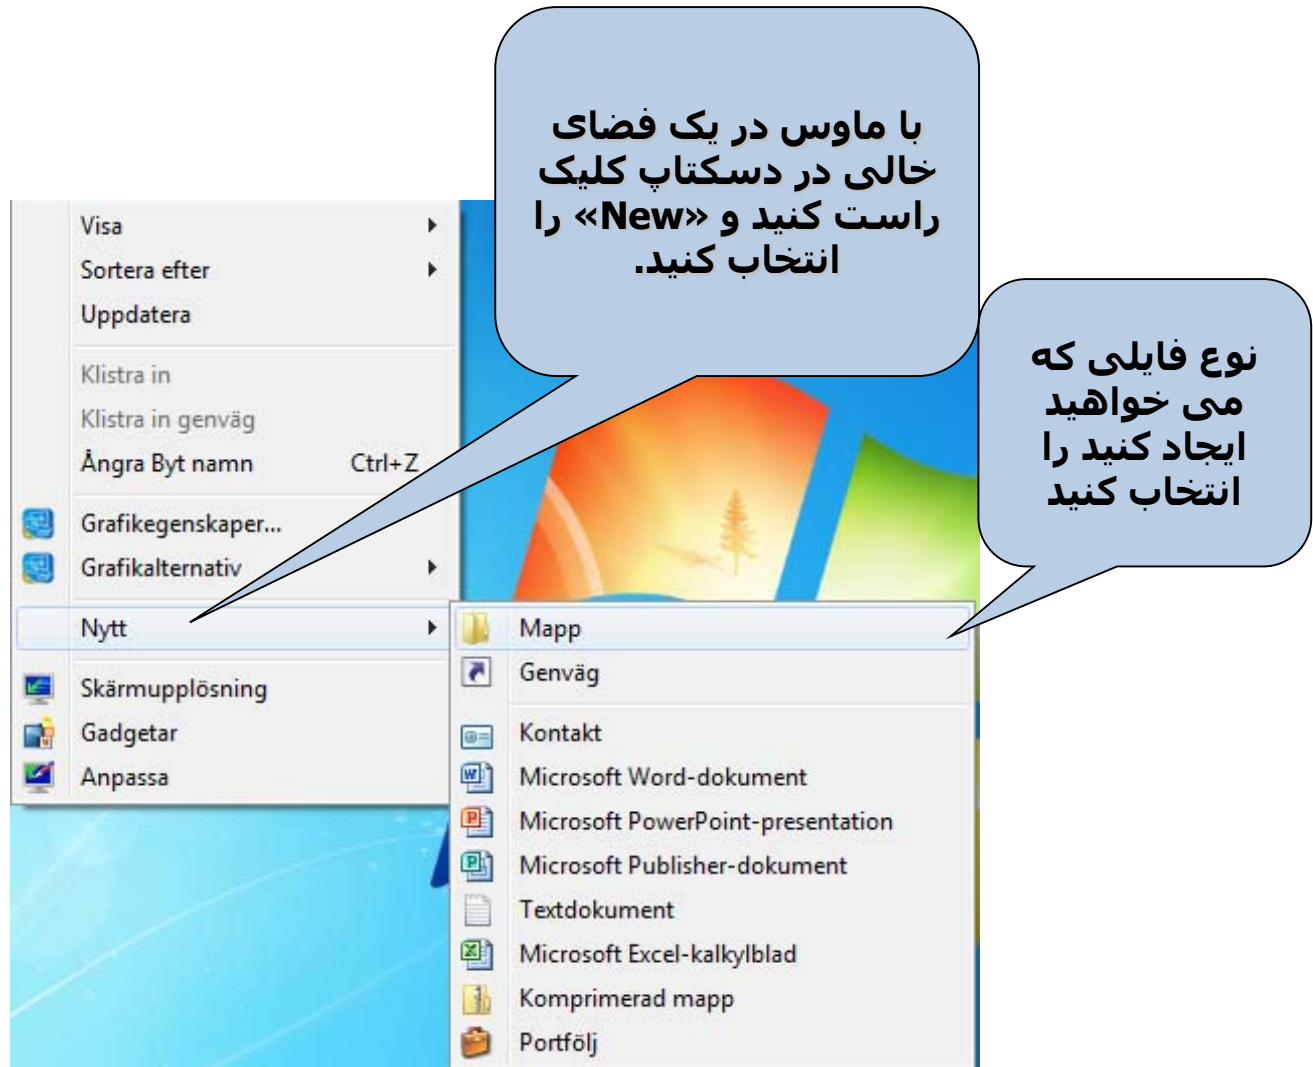 با ماوس در یک فضای
خالی در دسکتاپ کلیک
راست کنید و «New» را
انتخاب کنید.
نوع فایلی که
می خواهید
ایجاد کنید را
انتخاب کنید
Visa
Sortera efter
Uppdatera
Klistra in
Klistra in genväg
Ångra Byt namn Ctrl+Z
Grafikegenskaper...
Grafikalternativ
Nytt
Skärmupplösning
Gadgetar
Anpassa
Mapp
Genväg
Kontakt
Microsoft Word-dokument
Microsoft PowerPoint-presentation
Microsoft Publisher-dokument
Textdokument
Microsoft Excel-kalkylblad
Komprimerad mapp
Portfölj